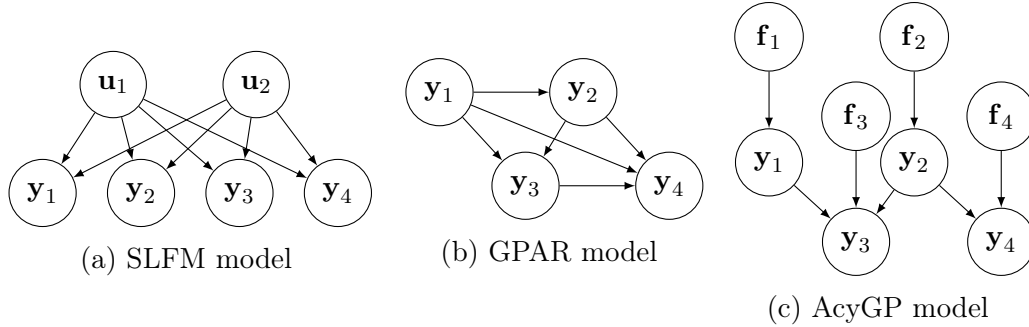 u₁ u₂
y₁ y₂ y₃ y₄
(a) SLFM model
y₁ y₂
y₃ y₄
(b) GPAR model
f₁ f₂
f₃ f₄
y₁ y₂
y₃ y₄
(c) AcyGP model